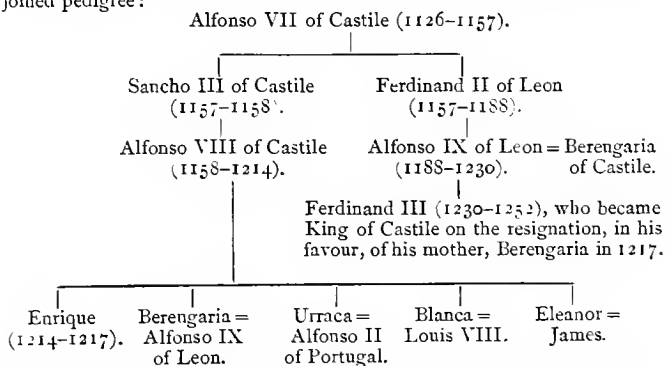 joined pedigree:
Alfonso VII of Castile (1126–1157).
Sancho III of Castile
(1157–1158).
Ferdinand II of Leon
(1157–1188).
Alfonso VIII of Castile
(1158–1214).
Alfonso IX of Leon = Berengaria
(1188–1230). of Castile.
Ferdinand III (1230–1252), who became
King of Castile on the resignation, in his
favour, of his mother, Berengaria in 1217.
Enrique
(1214–1217).
Berengaria =
Alfonso IX
of Leon.
Urraca =
Alfonso II
of Portugal.
Blanca =
Louis VIII.
Eleanor =
James.